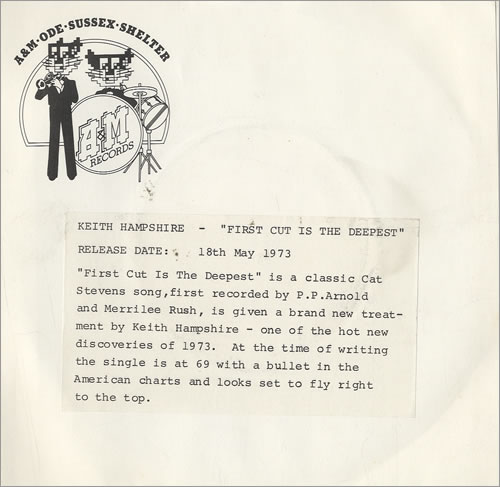 A&M·ODE·SUSSEX·SHELTER
A&M
RECORDS
KEITH HAMPSHIRE - "FIRST CUT IS THE DEEPEST"
RELEASE DATE: 18th May 1973
"First Cut Is The Deepest" is a classic Cat
Stevens song,first recorded by P.P.Arnold
and Merrilee Rush, is given a brand new treat-
ment by Keith Hampshire - one of the hot new
discoveries of 1973. At the time of writing
the single is at 69 with a bullet in the
American charts and looks set to fly right
to the top.